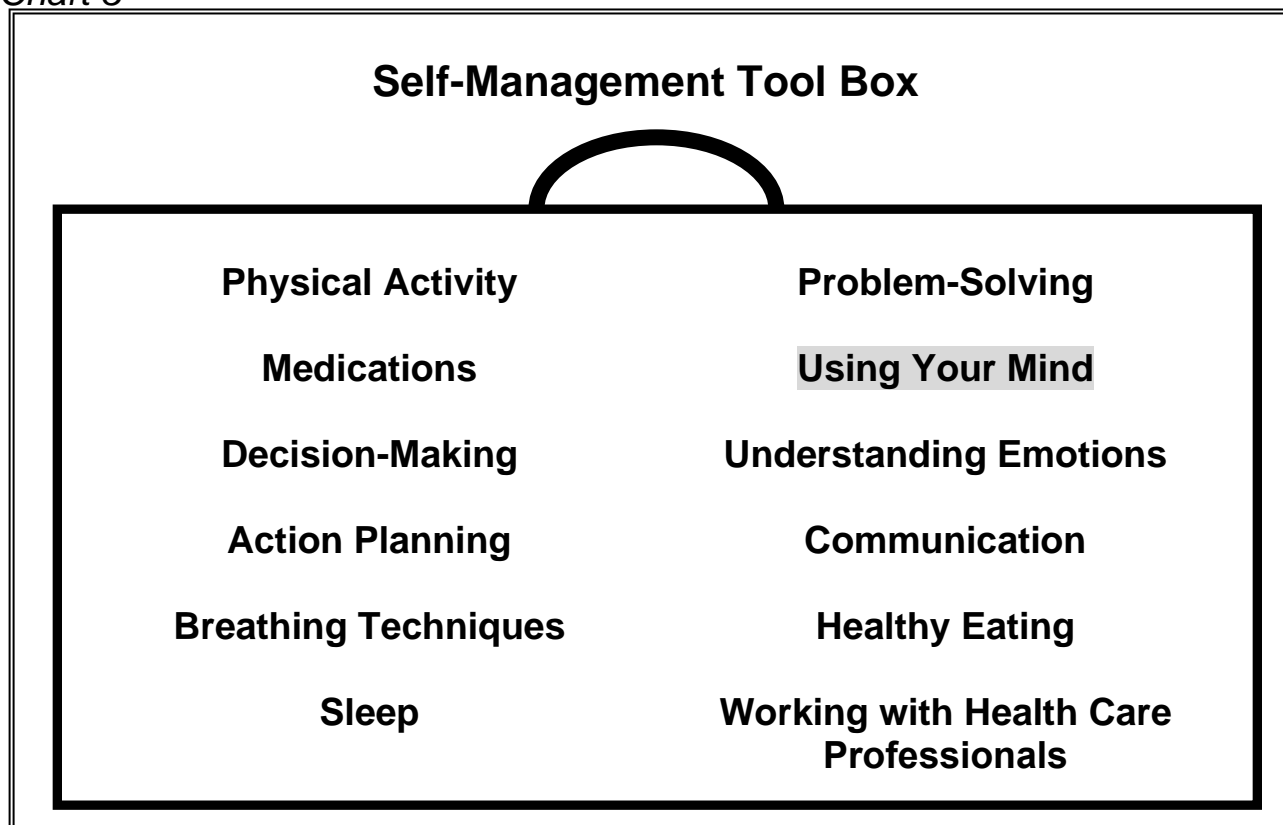 Self-Management Tool Box
Physical Activity
Problem-Solving
Medications
Using Your Mind
Decision-Making
Understanding Emotions
Action Planning
Communication
Breathing Techniques
Healthy Eating
Sleep
Working with Health Care
Professionals